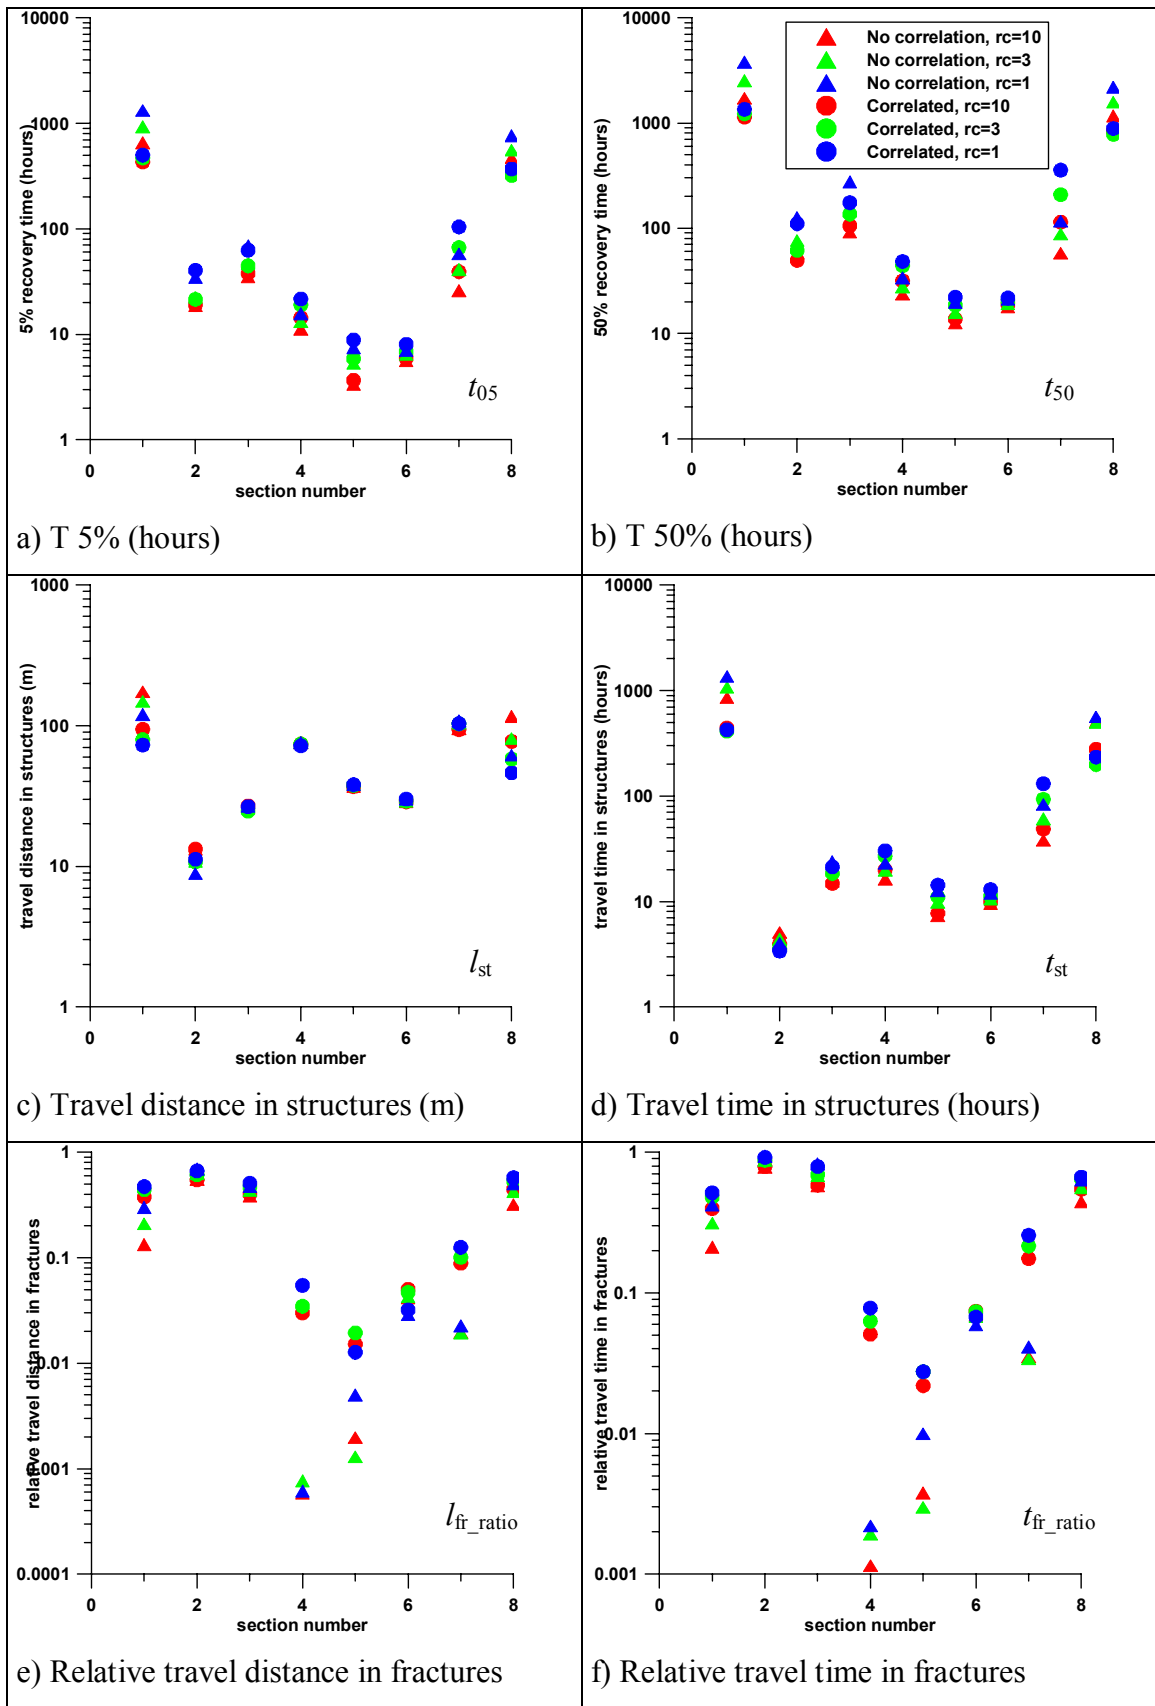 10000
1000
100
10
1
5% recovery time (hours)
0
2
4
6
8
section number
t05
a) T 5% (hours)
10000
1000
100
10
1
50% recovery time (hours)
No correlation, rc=10
No correlation, rc=3
No correlation, rc=1
Correlated, rc=10
Correlated, rc=3
Correlated, rc=1
0
2
4
6
8
section number
t50
b) T 50% (hours)
1000
100
10
1
travel distance in structures (m)
0
2
4
6
8
section number
lst
c) Travel distance in structures (m)
10000
1000
100
10
1
travel time in structures (hours)
0
2
4
6
8
section number
tst
d) Travel time in structures (hours)
1
0.1
0.01
0.001
0.0001
relative travel distance in fractures
0
2
4
6
8
section number
lfr_ratio
e) Relative travel distance in fractures
1
0.1
0.01
0.001
relative travel time in fractures
0
2
4
6
8
section number
tfr_ratio
f) Relative travel time in fractures